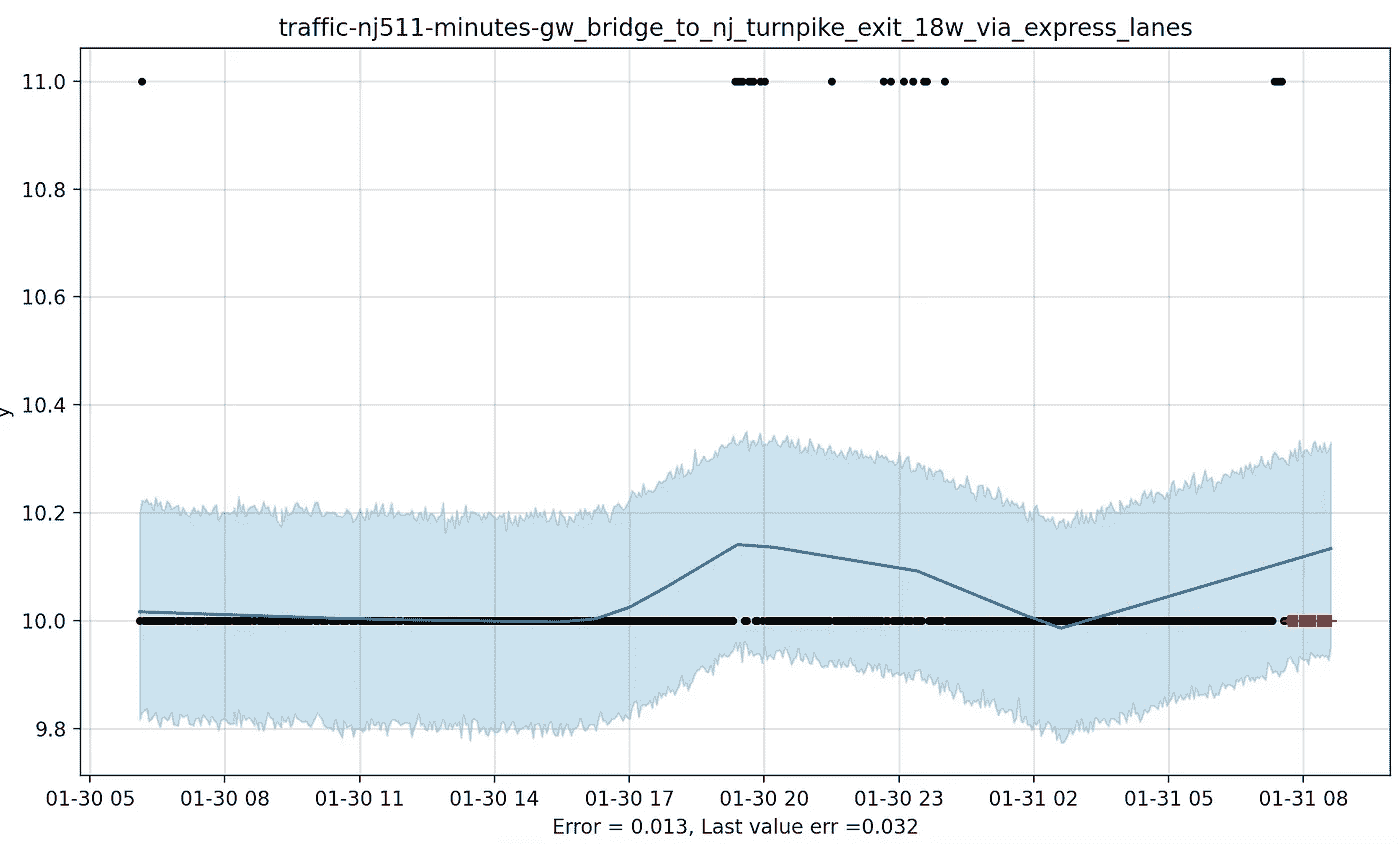 traffic-nj511-minutes-gw_bridge_to_nj_turnpike_exit_18w_via_express_lanes
11.0
10.8
10.6
10.4
y
10.2
10.0
9.8
01-30 05 01-30 08 01-30 11 01-30 14 01-30 17 01-30 20 01-30 23 01-31 02 01-31 05 01-31 08
Error = 0.013, Last value err =0.032